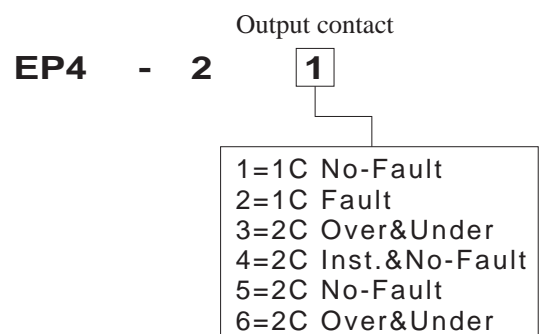 Output contact
EP4 - 2 1
1=1C No-Fault
2=1C Fault
3=2C Over&Under
4=2C Inst.&No-Fault
5=2C No-Fault
6=2C Over&Under